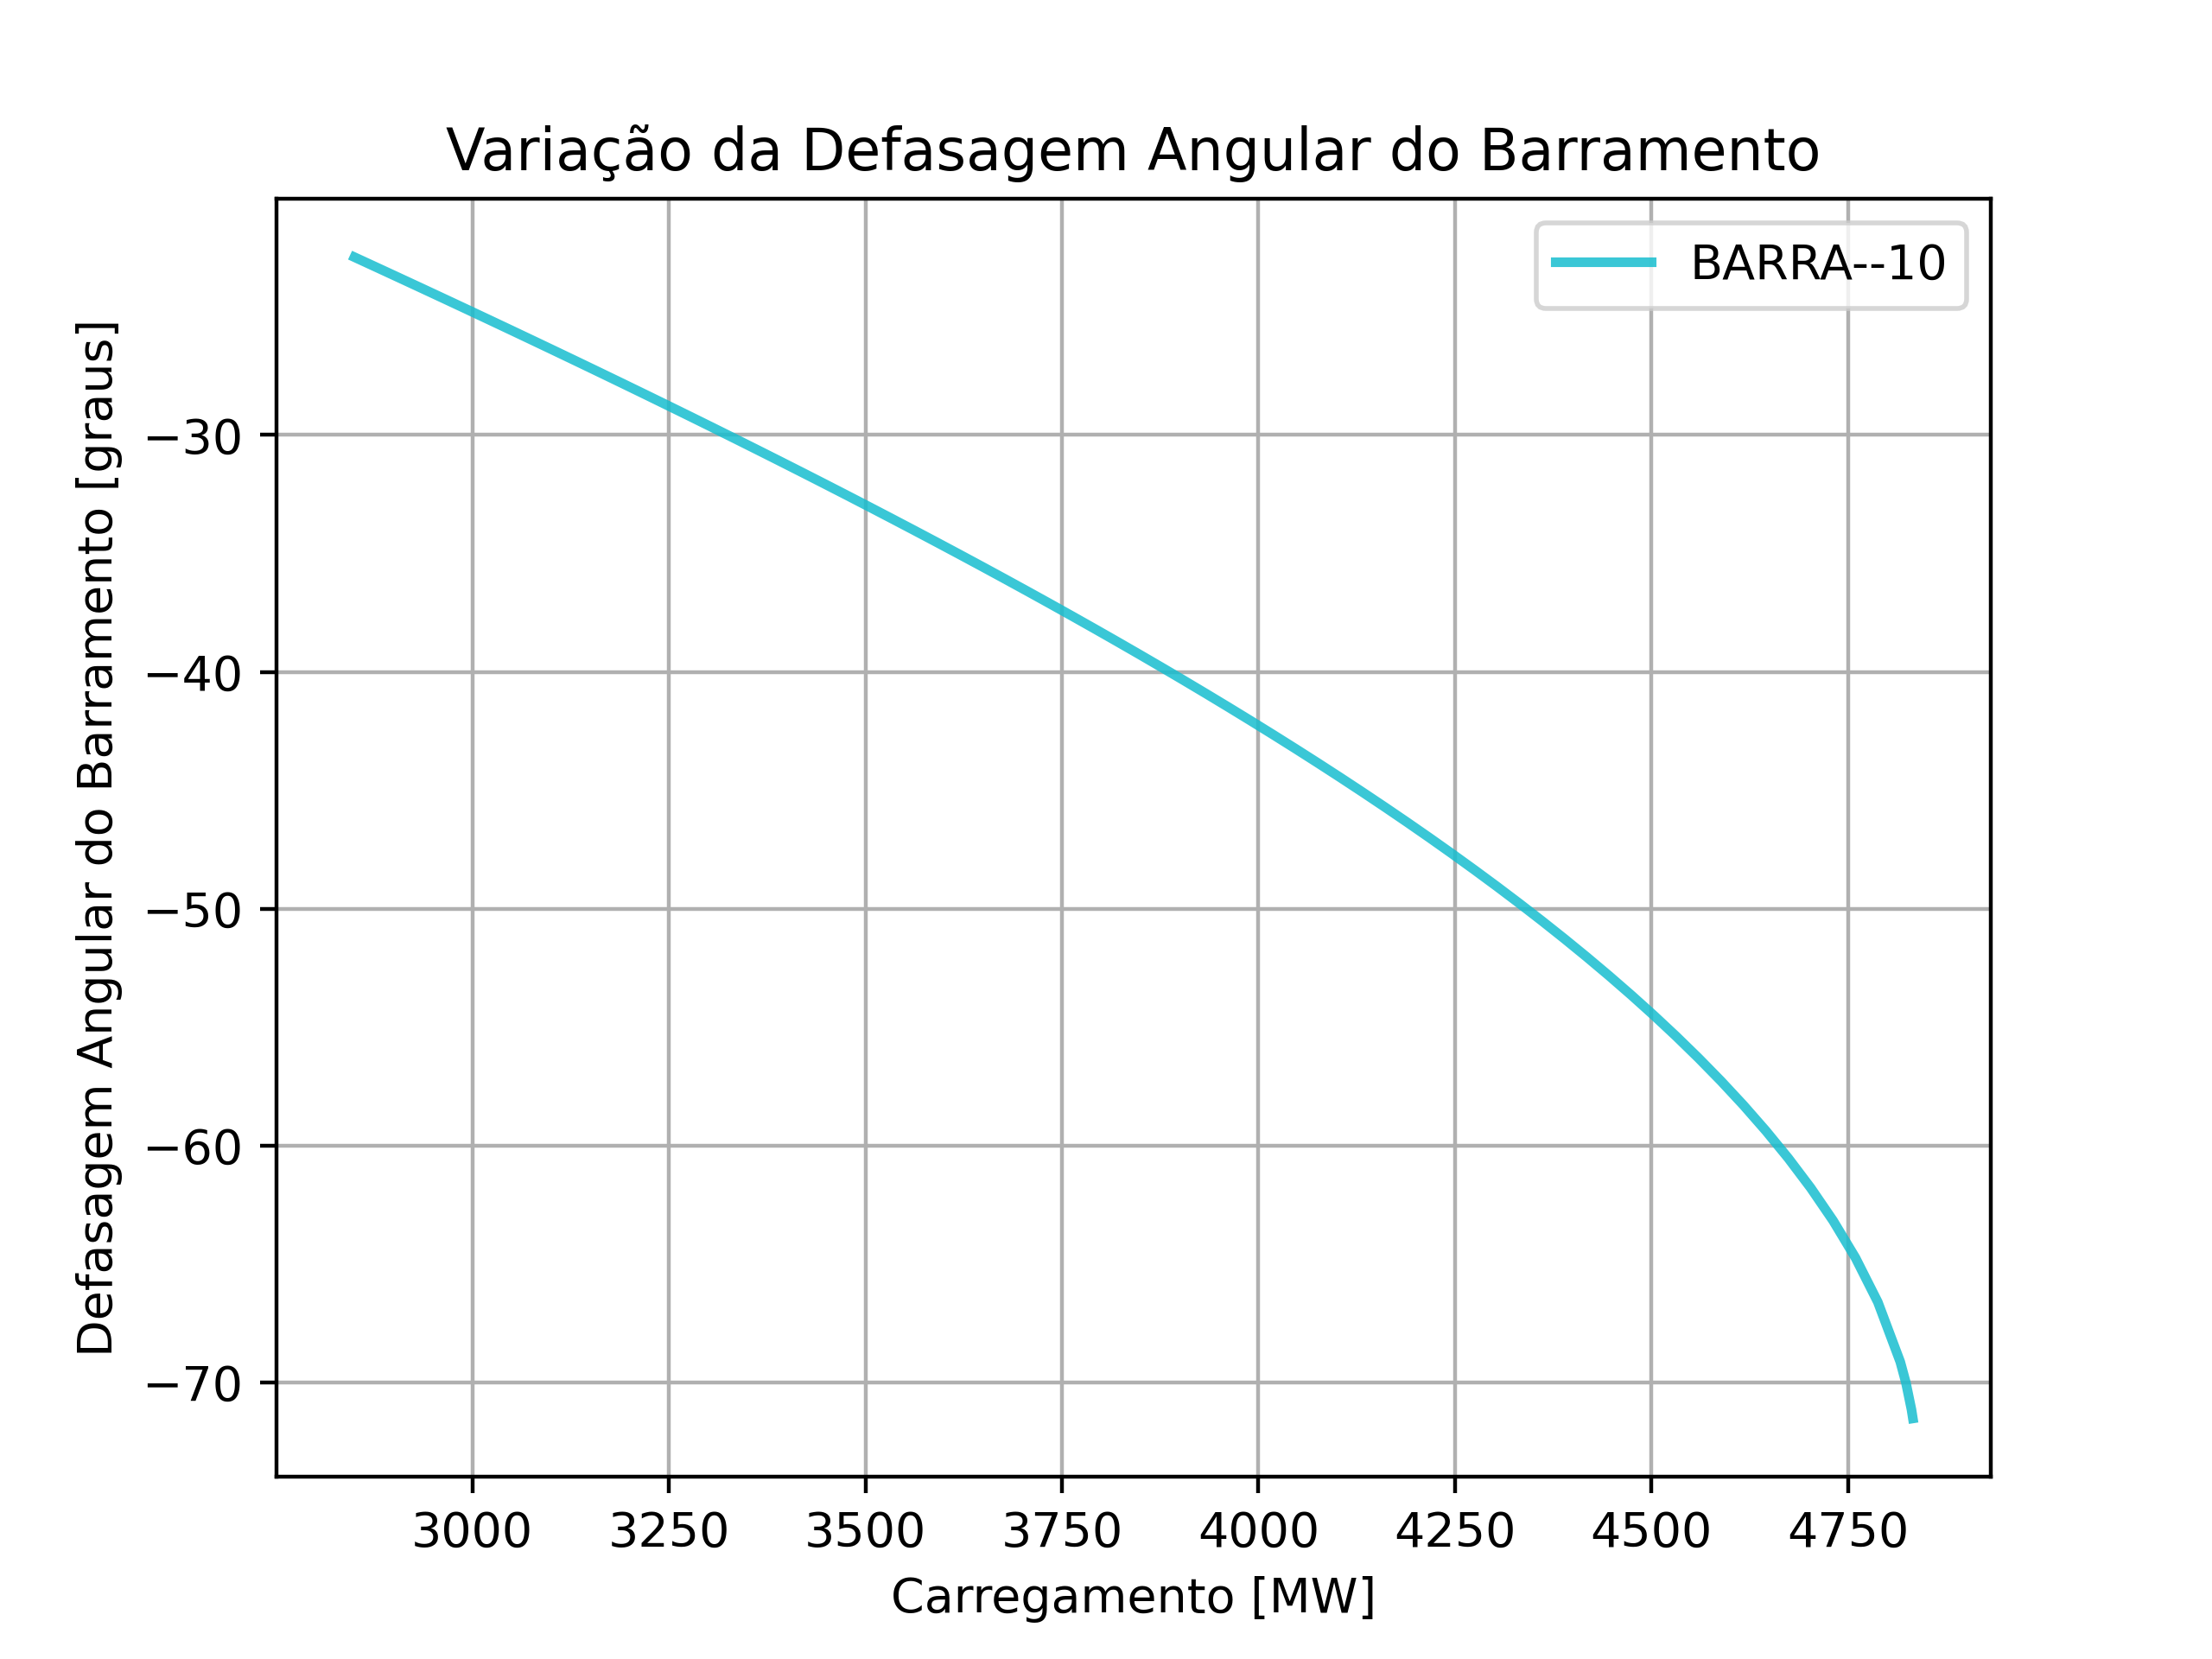 Variação da Defasagem Angular do Barramento
BARRA--10
Defasagem Angular do Barramento [graus]
−30
−40
−50
−60
−70
3000 3250 3500 3750 4000 4250 4500 4750
Carregamento [MW]